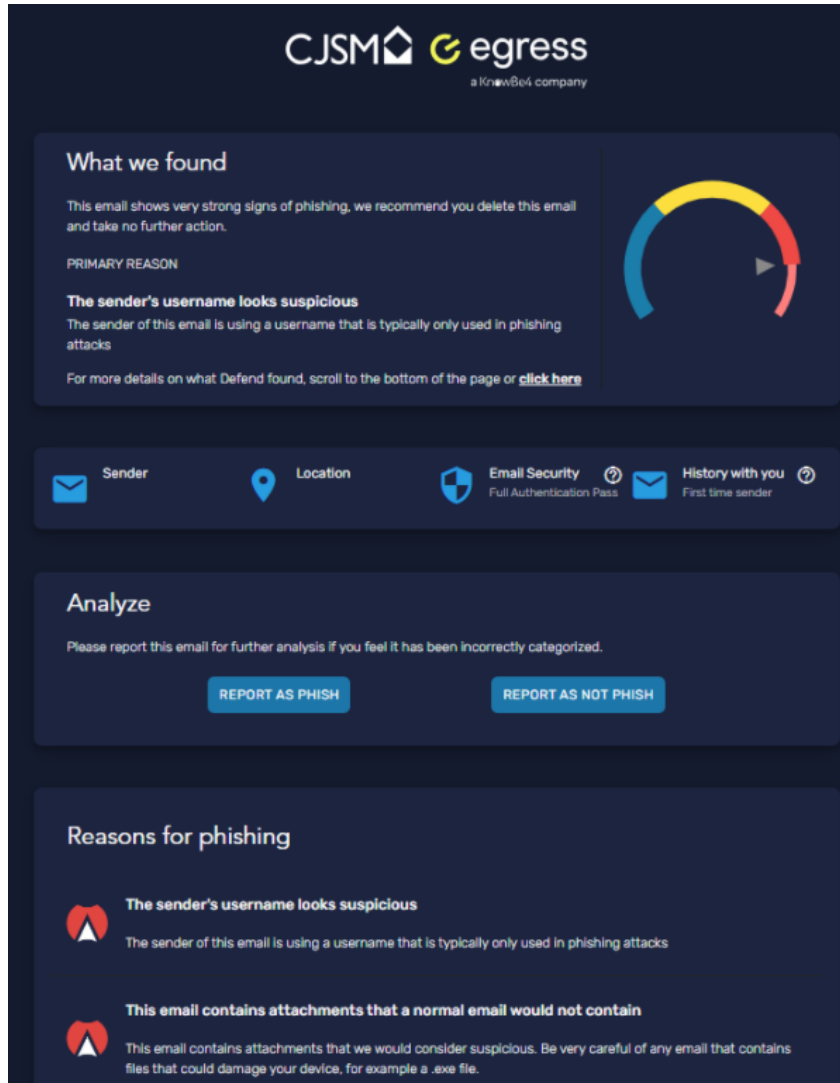 CJSM egress
a KnowBe4 company
What we found
This email shows very strong signs of phishing, we recommend you delete this email
and take no further action.
PRIMARY REASON
The sender's username looks suspicious
The sender of this email is using a username that is typically only used in phishing
attacks
For more details on what Defend found, scroll to the bottom of the page or click here
Sender
Location
Email Security
Full Authentication Pass
History with you
First time sender
Analyze
Please report this email for further analysis if you feel it has been incorrectly categorized.
REPORT AS PHISH
REPORT AS NOT PHISH
Reasons for phishing
The sender's username looks suspicious
The sender of this email is using a username that is typically only used in phishing attacks
This email contains attachments that a normal email would not contain
This email contains attachments that we would consider suspicious. Be very careful of any email that contains
files that could damage your device, for example a .exe file.